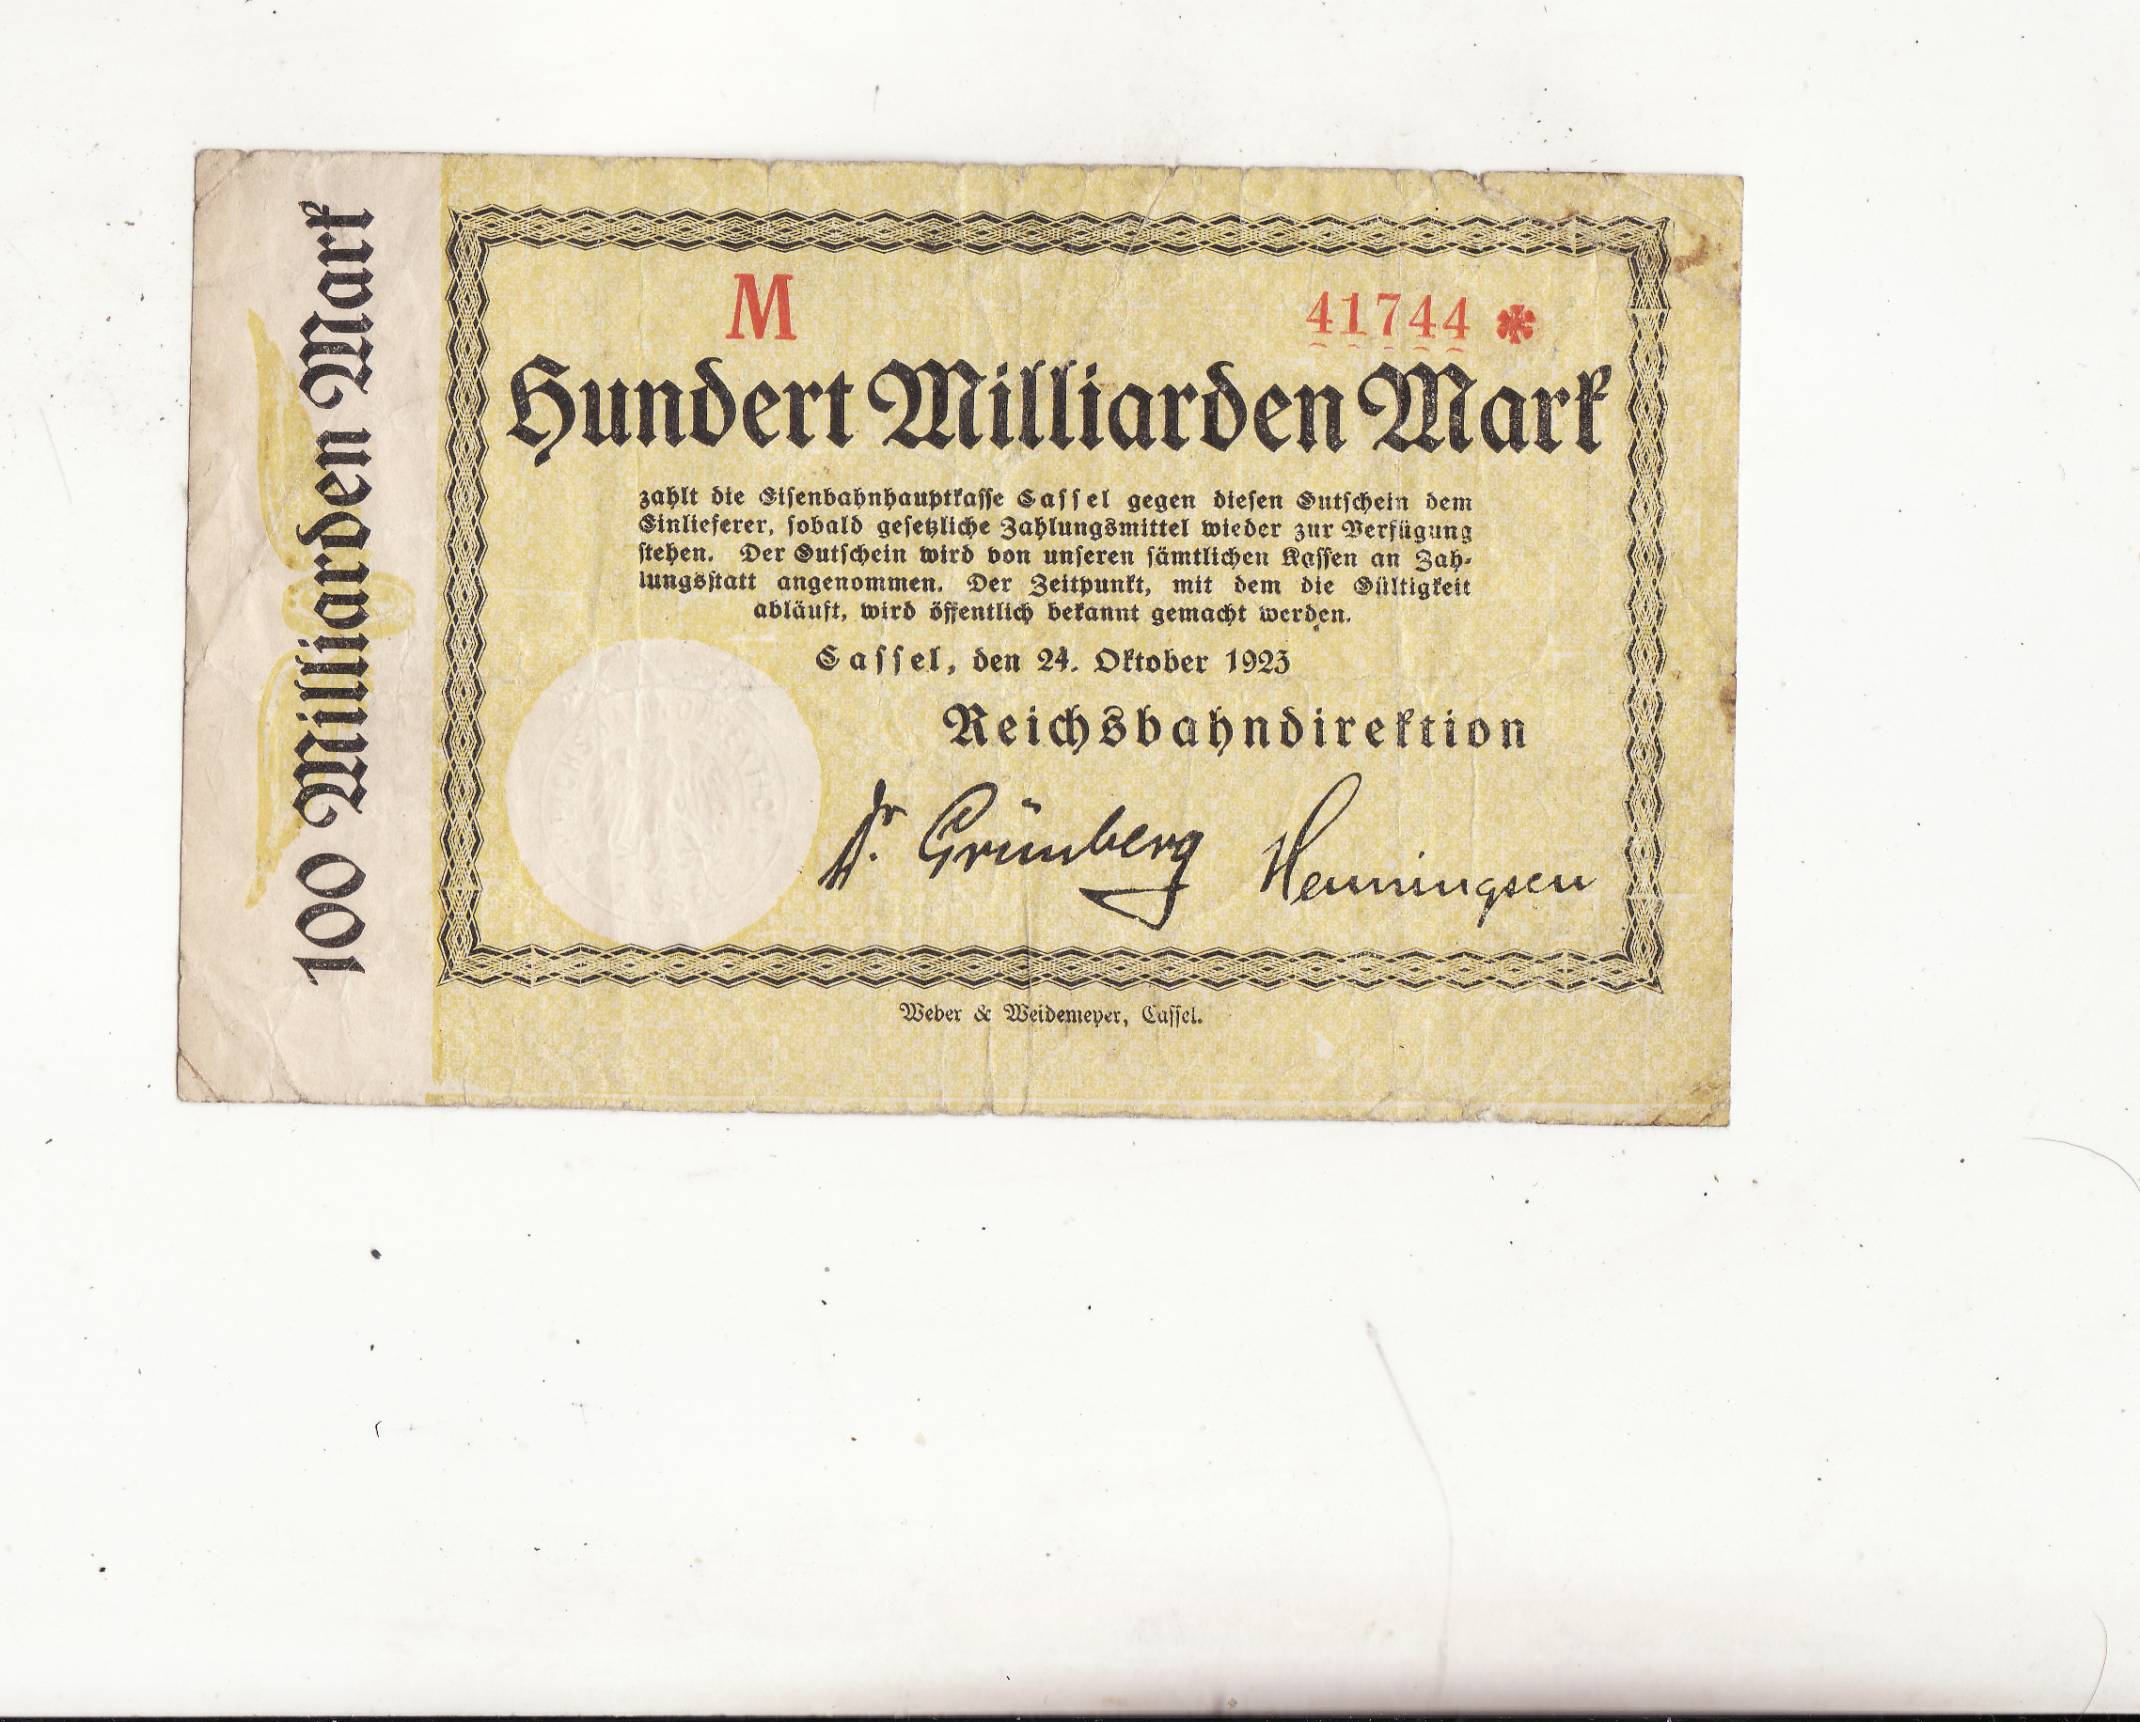 100 Milliarden Mark
M 41744 *
Hundert Milliarden Mark
zahlt die Eisenbahnhauptkasse Cassel gegen diesen Gutschein dem
Einlieferer, sobald gesetzliche Zahlungsmittel wieder zur Verfügung
stehen. Der Gutschein wird von unseren sämtlichen Kassen an Zah-
lungsstatt angenommen. Der Zeitpunkt, mit dem die Gültigkeit
abläuft, wird öffentlich bekannt gemacht werden.
Cassel, den 24. Oktober 1923
Reichsbahndirektion
Dr. Grünberg Henningsen
Weber & Weidemeyer, Cassel.